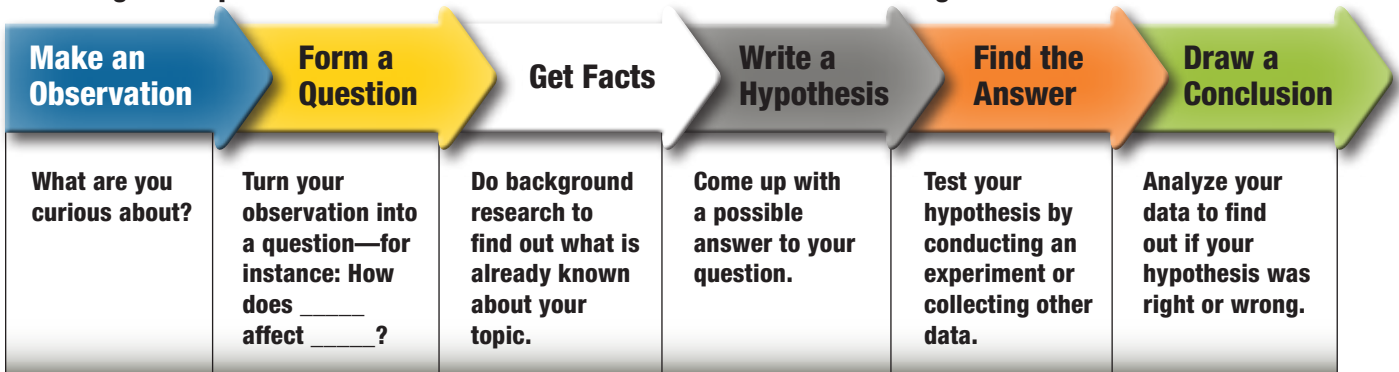 Make an
Observation
Form a
Question
Get Facts
Write a
Hypothesis
Find the
Answer
Draw a
Conclusion
What are you
curious about?
Turn your
observation into
a question—for
instance: How
does _____
affect _____?
Do background
research to
find out what is
already known
about your
topic.
Come up with
a possible
answer to your
question.
Test your
hypothesis by
conducting an
experiment or
collecting other
data.
Analyze your
data to find
out if your
hypothesis was
right or wrong.